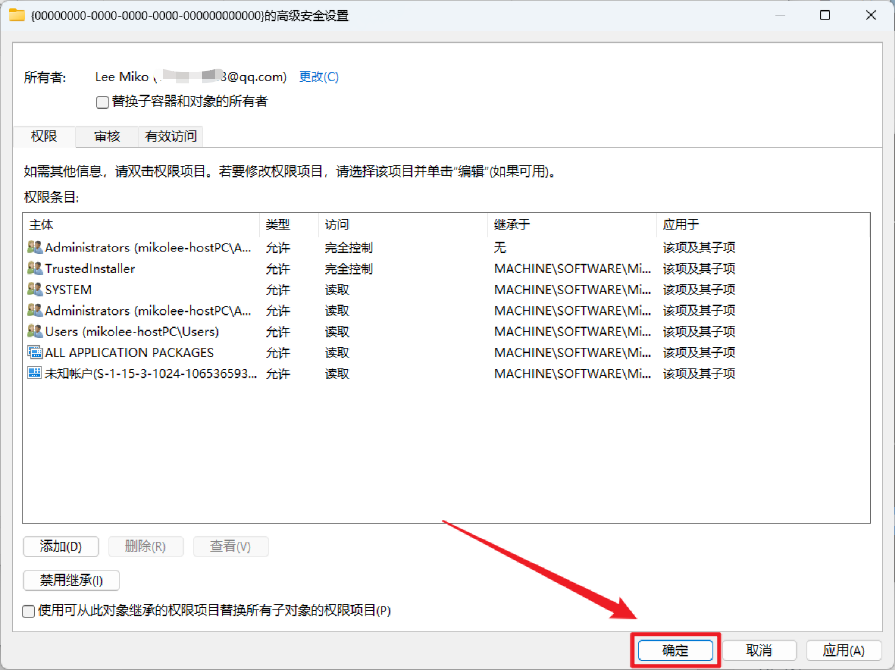 {00000000-0000-0000-0000-000000000000}的高级安全设置
所有者: Lee Miko ( 3@qq.com) 更改(C)
替换子容器和对象的所有者
权限 审核 有效访问
如需其他信息，请双击权限项目。若要修改权限项目，请选择该项目并单击"编辑"(如果可用)。
权限条目:
主体 类型 访问 继承于 应用于
Administrators (mikolee-hostPC\A... 允许 完全控制 无 该项及其子项
TrustedInstaller 允许 完全控制 MACHINE\SOFTWARE\Mi... 该项及其子项
SYSTEM 允许 读取 MACHINE\SOFTWARE\Mi... 该项及其子项
Administrators (mikolee-hostPC\A... 允许 读取 MACHINE\SOFTWARE\Mi... 该项及其子项
Users (mikolee-hostPC\Users) 允许 读取 MACHINE\SOFTWARE\Mi... 该项及其子项
ALL APPLICATION PACKAGES 允许 读取 MACHINE\SOFTWARE\Mi... 该项及其子项
未知帐户(S-1-15-3-1024-106536593... 允许 读取 MACHINE\SOFTWARE\Mi... 该项及其子项
添加(D) 删除(R) 查看(V)
禁用继承(I)
使用可从此对象继承的权限项目替换所有子对象的权限项目(P)
确定 取消 应用(A)